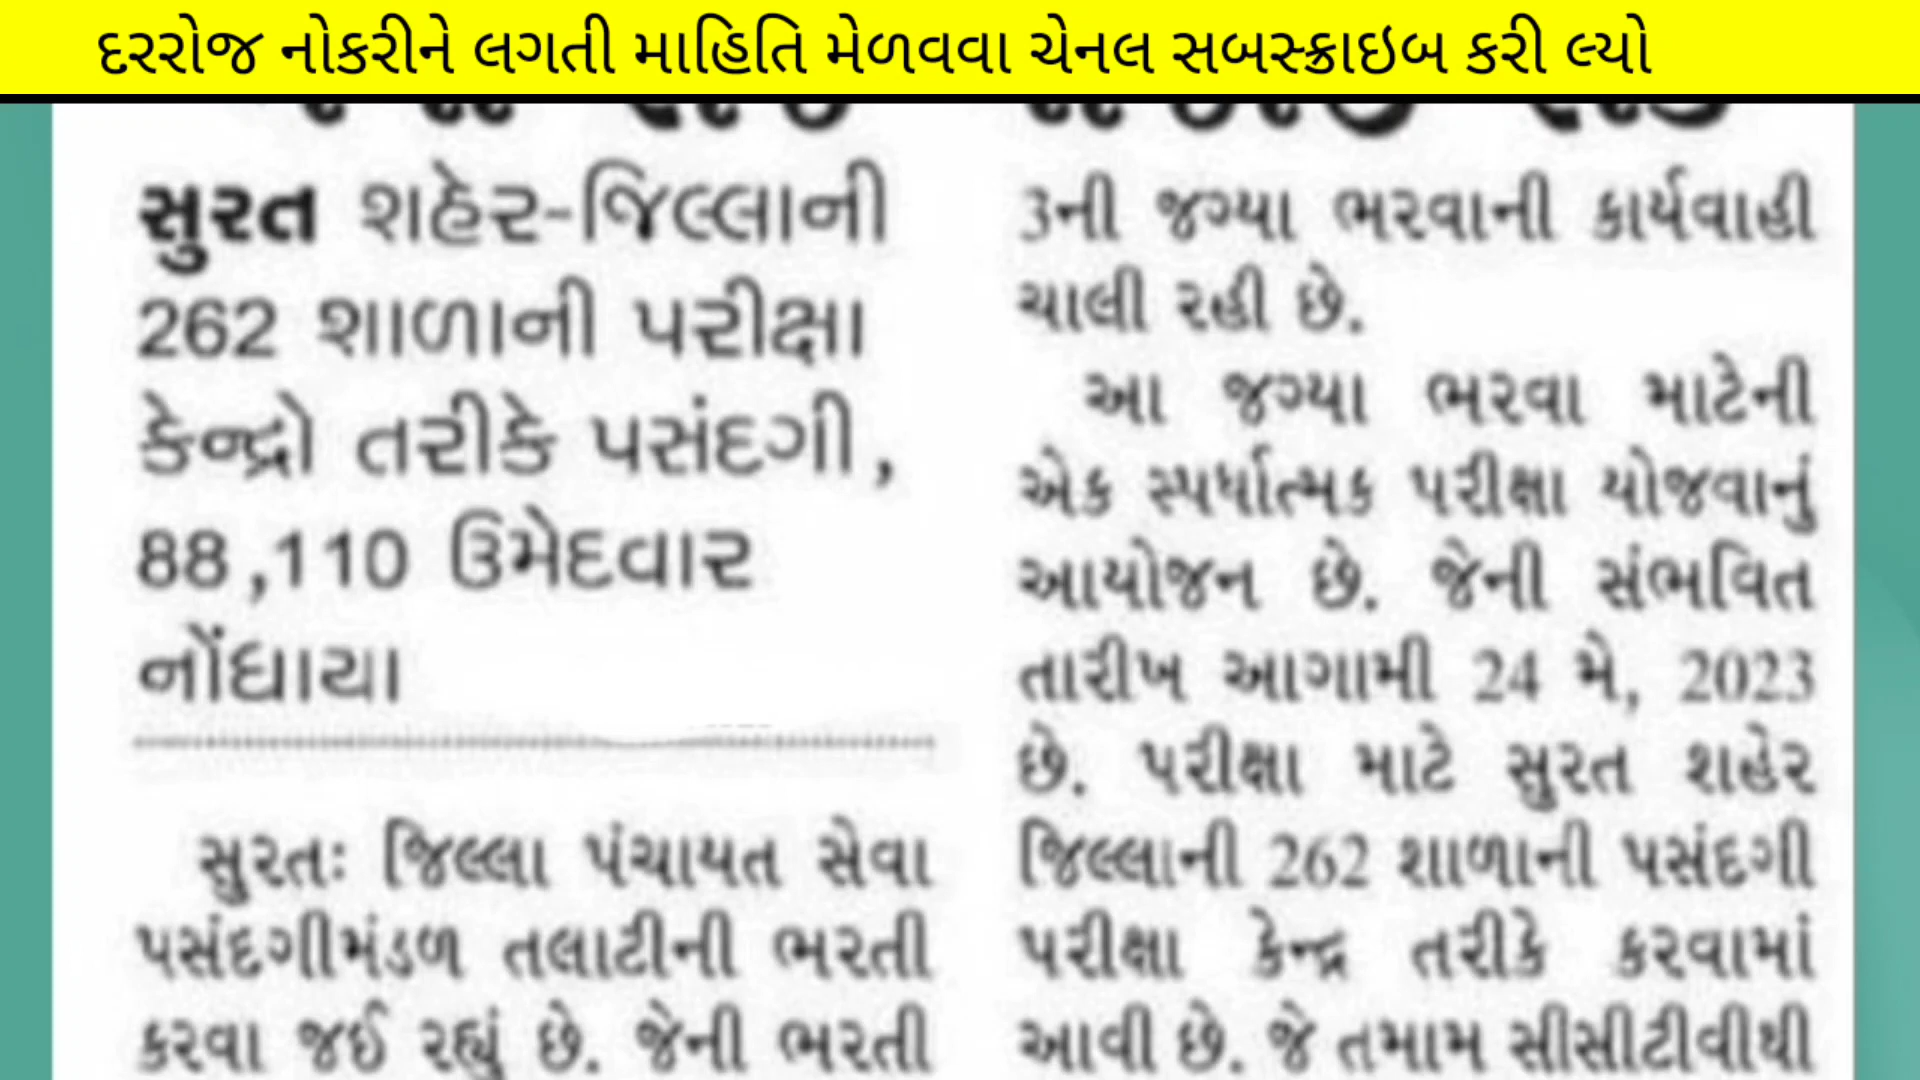 દરરોજ નોકરીને લગતી માહિતિ મેળવવા ચેનલ સબસ્ક્રાઇબ કરી લ્યો
સુરત શહેર-જિલ્લાની
262 શાળાની પરીક્ષા
કેન્દ્રો તરીકે પસંદગી,
88,110 ઉમેદવાર
નોંધાયા
સુરતઃ જિલ્લા પંચાયત સેવા
પસંદગીમંડળ તલાટીની ભરતી
કરવા જઈ રહ્યું છે. જેની ભરતી
3ની જગ્યા ભરવાની કાર્યવાહી
ચાલી રહી છે.
આ જગ્યા ભરવા માટેની
એક સ્પર્ધાત્મક પરીક્ષા યોજવાનું
આયોજન છે. જેની સંભવિત
તારીખ આગામી 24 મે, 2023
છે. પરીક્ષા માટે સુરત શહેર
જિલ્લાની 262 શાળાની પસંદગી
પરીક્ષા કેન્દ્ર તરીકે કરવામાં
આવી છે. જે તમામ સીસીટીવીથી